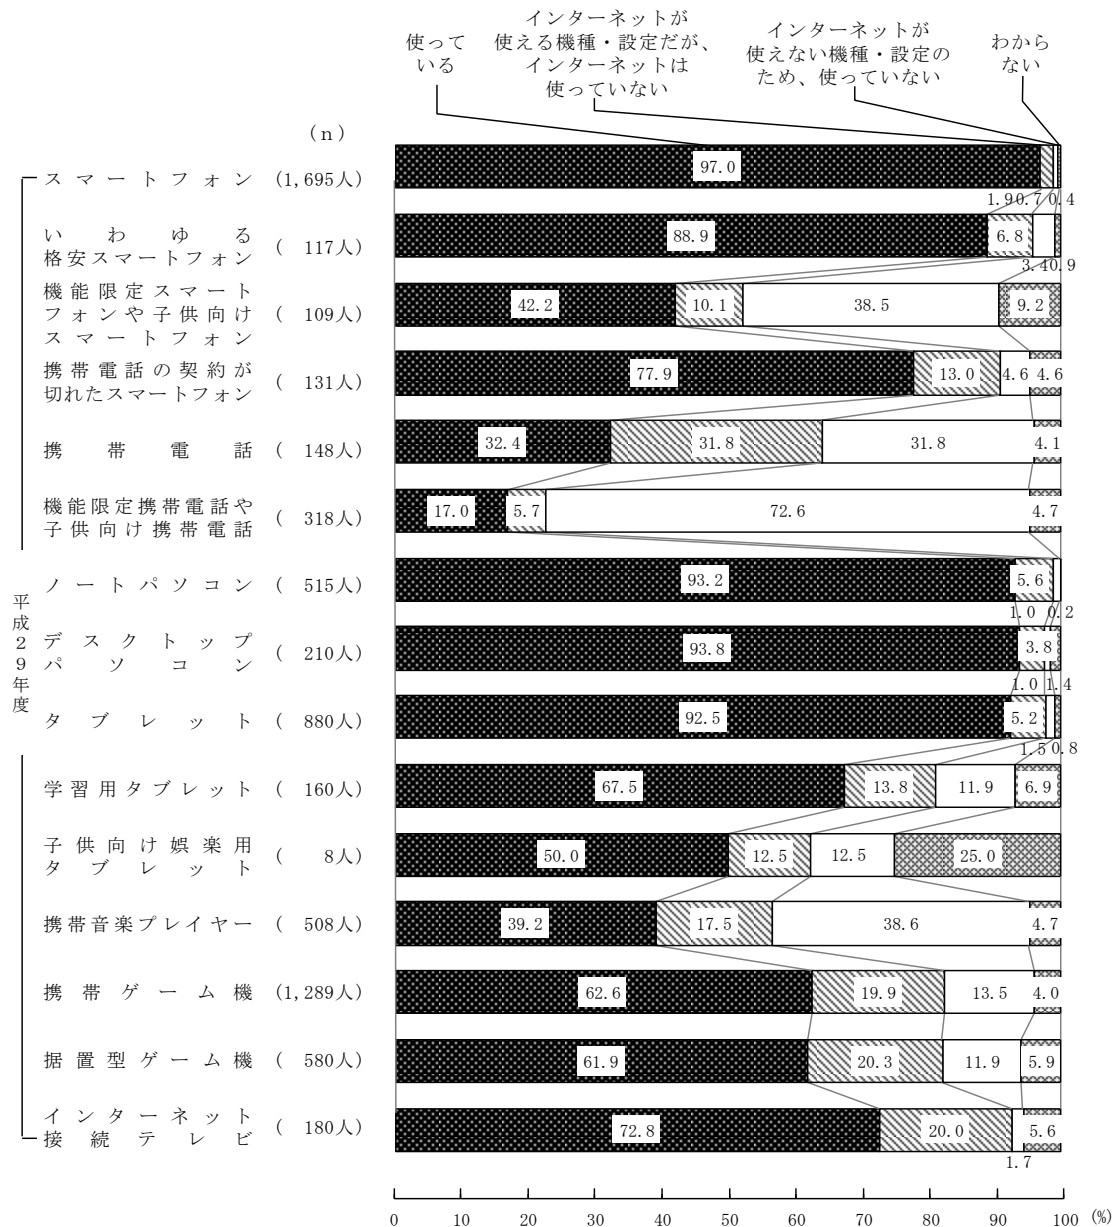 インターネットが
使える機種・設定だが、
インターネットは
使っていない
使って
いる
インターネットが
使えない機種・設定の
ため、使っていない
わから
ない
(n)
平成29年度
スマートフォン (1,695人) 97.0 1.9 0.7 0.4
いわゆる
格安スマートフォン ( 117人) 88.9 6.8 3.4 0.9
機能限定スマート
フォンや子供向け
スマートフォン ( 109人) 42.2 10.1 38.5 9.2
携帯電話の契約が
切れたスマートフォン ( 131人) 77.9 13.0 4.6 4.6
携帯電話 ( 148人) 32.4 31.8 31.8 4.1
機能限定携帯電話や
子供向け携帯電話 ( 318人) 17.0 5.7 72.6 4.7
ノートパソコン ( 515人) 93.2 5.6 1.0 0.2
デスクトップ
パソコン ( 210人) 93.8 3.8 1.0 1.4
タブレット ( 880人) 92.5 5.2 1.5 0.8
学習用タブレット ( 160人) 67.5 13.8 11.9 6.9
子供向け娯楽用
タブレット ( 8人) 50.0 12.5 12.5 25.0
携帯音楽プレイヤー ( 508人) 39.2 17.5 38.6 4.7
携帯ゲーム機 (1,289人) 62.6 19.9 13.5 4.0
据置型ゲーム機 ( 580人) 61.9 20.3 11.9 5.9
インターネット
接続テレビ ( 180人) 72.8 20.0 1.7 5.6
0 10 20 30 40 50 60 70 80 90 100 (%)